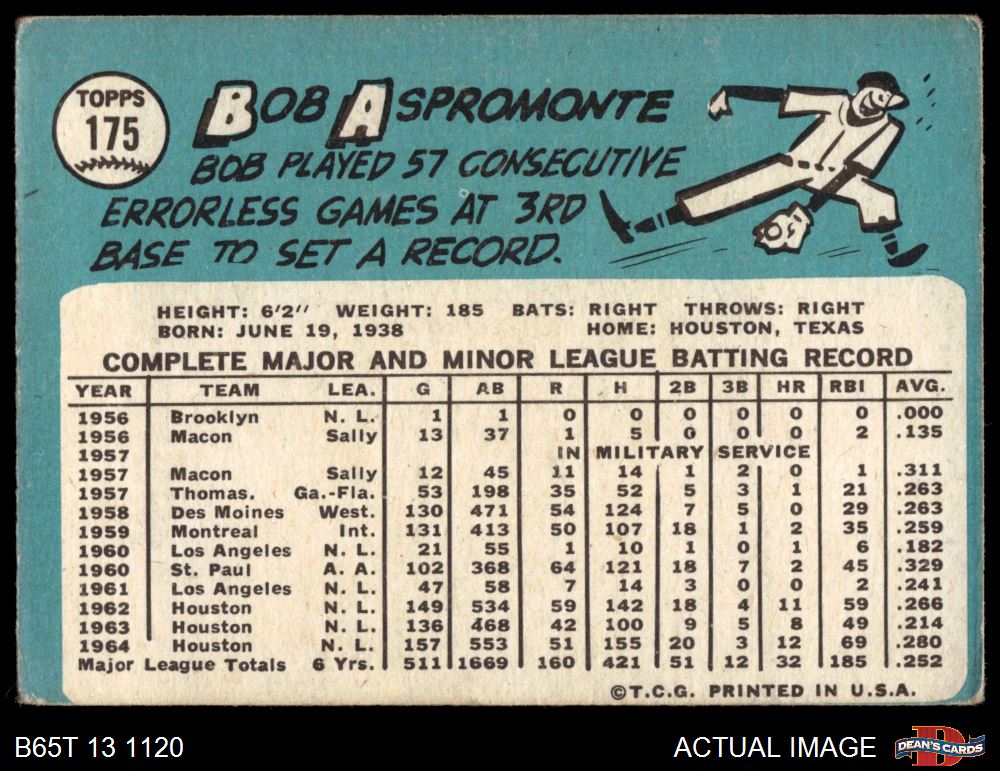 TOPPS
175
BOB ASPROMONTE
BOB PLAYED 57 CONSECUTIVE
ERRORLESS GAMES AT 3RD
BASE TO SET A RECORD.
HEIGHT: 6'2" WEIGHT: 185 BATS: RIGHT THROWS: RIGHT
BORN: JUNE 19, 1938 HOME: HOUSTON, TEXAS
COMPLETE MAJOR AND MINOR LEAGUE BATTING RECORD
YEAR TEAM LEA. G AB R H 2B 3B HR RBI AVG.
1956 Brooklyn N. L. 1 1 0 0 0 0 0 0 .000
1956 Macon Sally 13 37 1 5 0 0 0 2 .135
1957 IN MILITARY SERVICE
1957 Macon Sally 12 45 11 14 1 2 0 1 .311
1957 Thomas. Ga.-Fla. 53 198 35 52 5 3 1 21 .263
1958 Des Moines West. 130 471 54 124 7 5 0 29 .263
1959 Montreal Int. 131 413 50 107 18 1 2 35 .259
1960 Los Angeles N. L. 21 55 1 10 1 0 1 6 .182
1960 St. Paul A. A. 102 368 64 121 18 7 2 45 .329
1961 Los Angeles N. L. 47 58 7 14 3 0 0 2 .241
1962 Houston N. L. 149 534 59 142 18 4 11 59 .266
1963 Houston N. L. 136 468 42 100 9 5 8 49 .214
1964 Houston N. L. 157 553 51 155 20 3 12 69 .280
Major League Totals 6 Yrs. 511 1669 160 421 51 12 32 185 .252
©T.C.G. PRINTED IN U.S.A.
B65T 13 1120 ACTUAL IMAGE DEAN'S CARDS